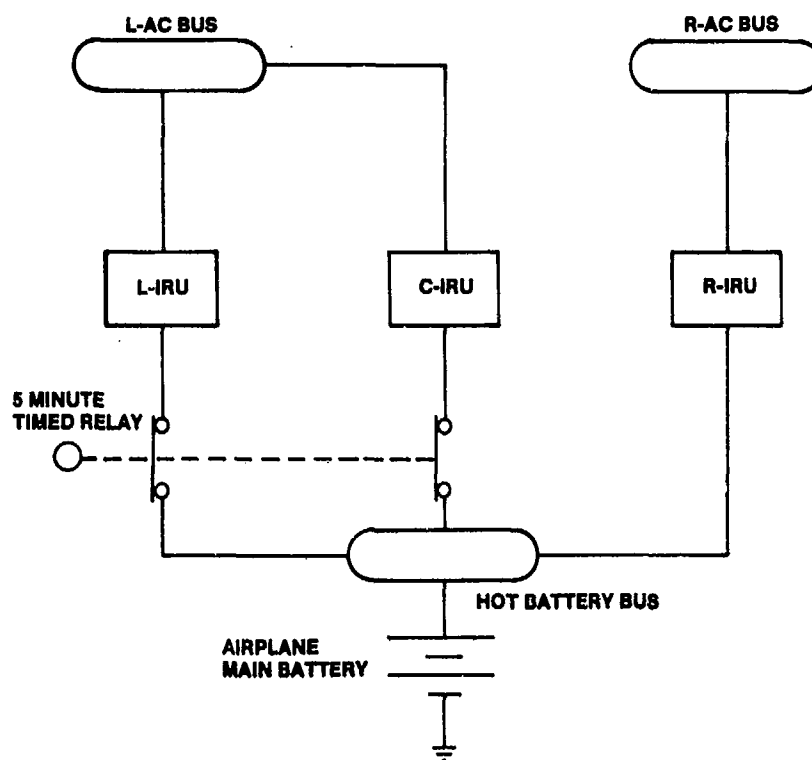 L-AC BUS
R-AC BUS
L-IRU
C-IRU
R-IRU
5 MINUTE
TIMED RELAY
HOT BATTERY BUS
AIRPLANE
MAIN BATTERY